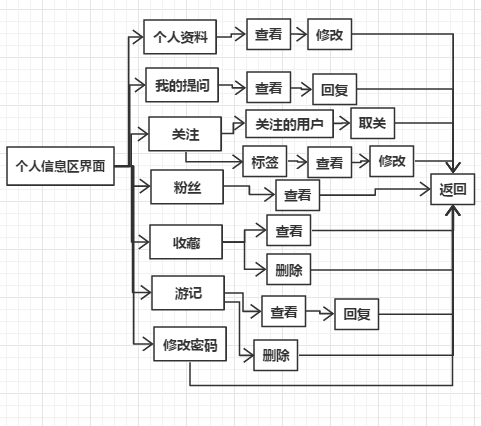 个人资料
查看
修改
我的提问
查看
回复
关注
关注的用户
取关
标签
查看
修改
个人信息区界面
粉丝
查看
返回
收藏
查看
删除
游记
查看
回复
修改密码
删除